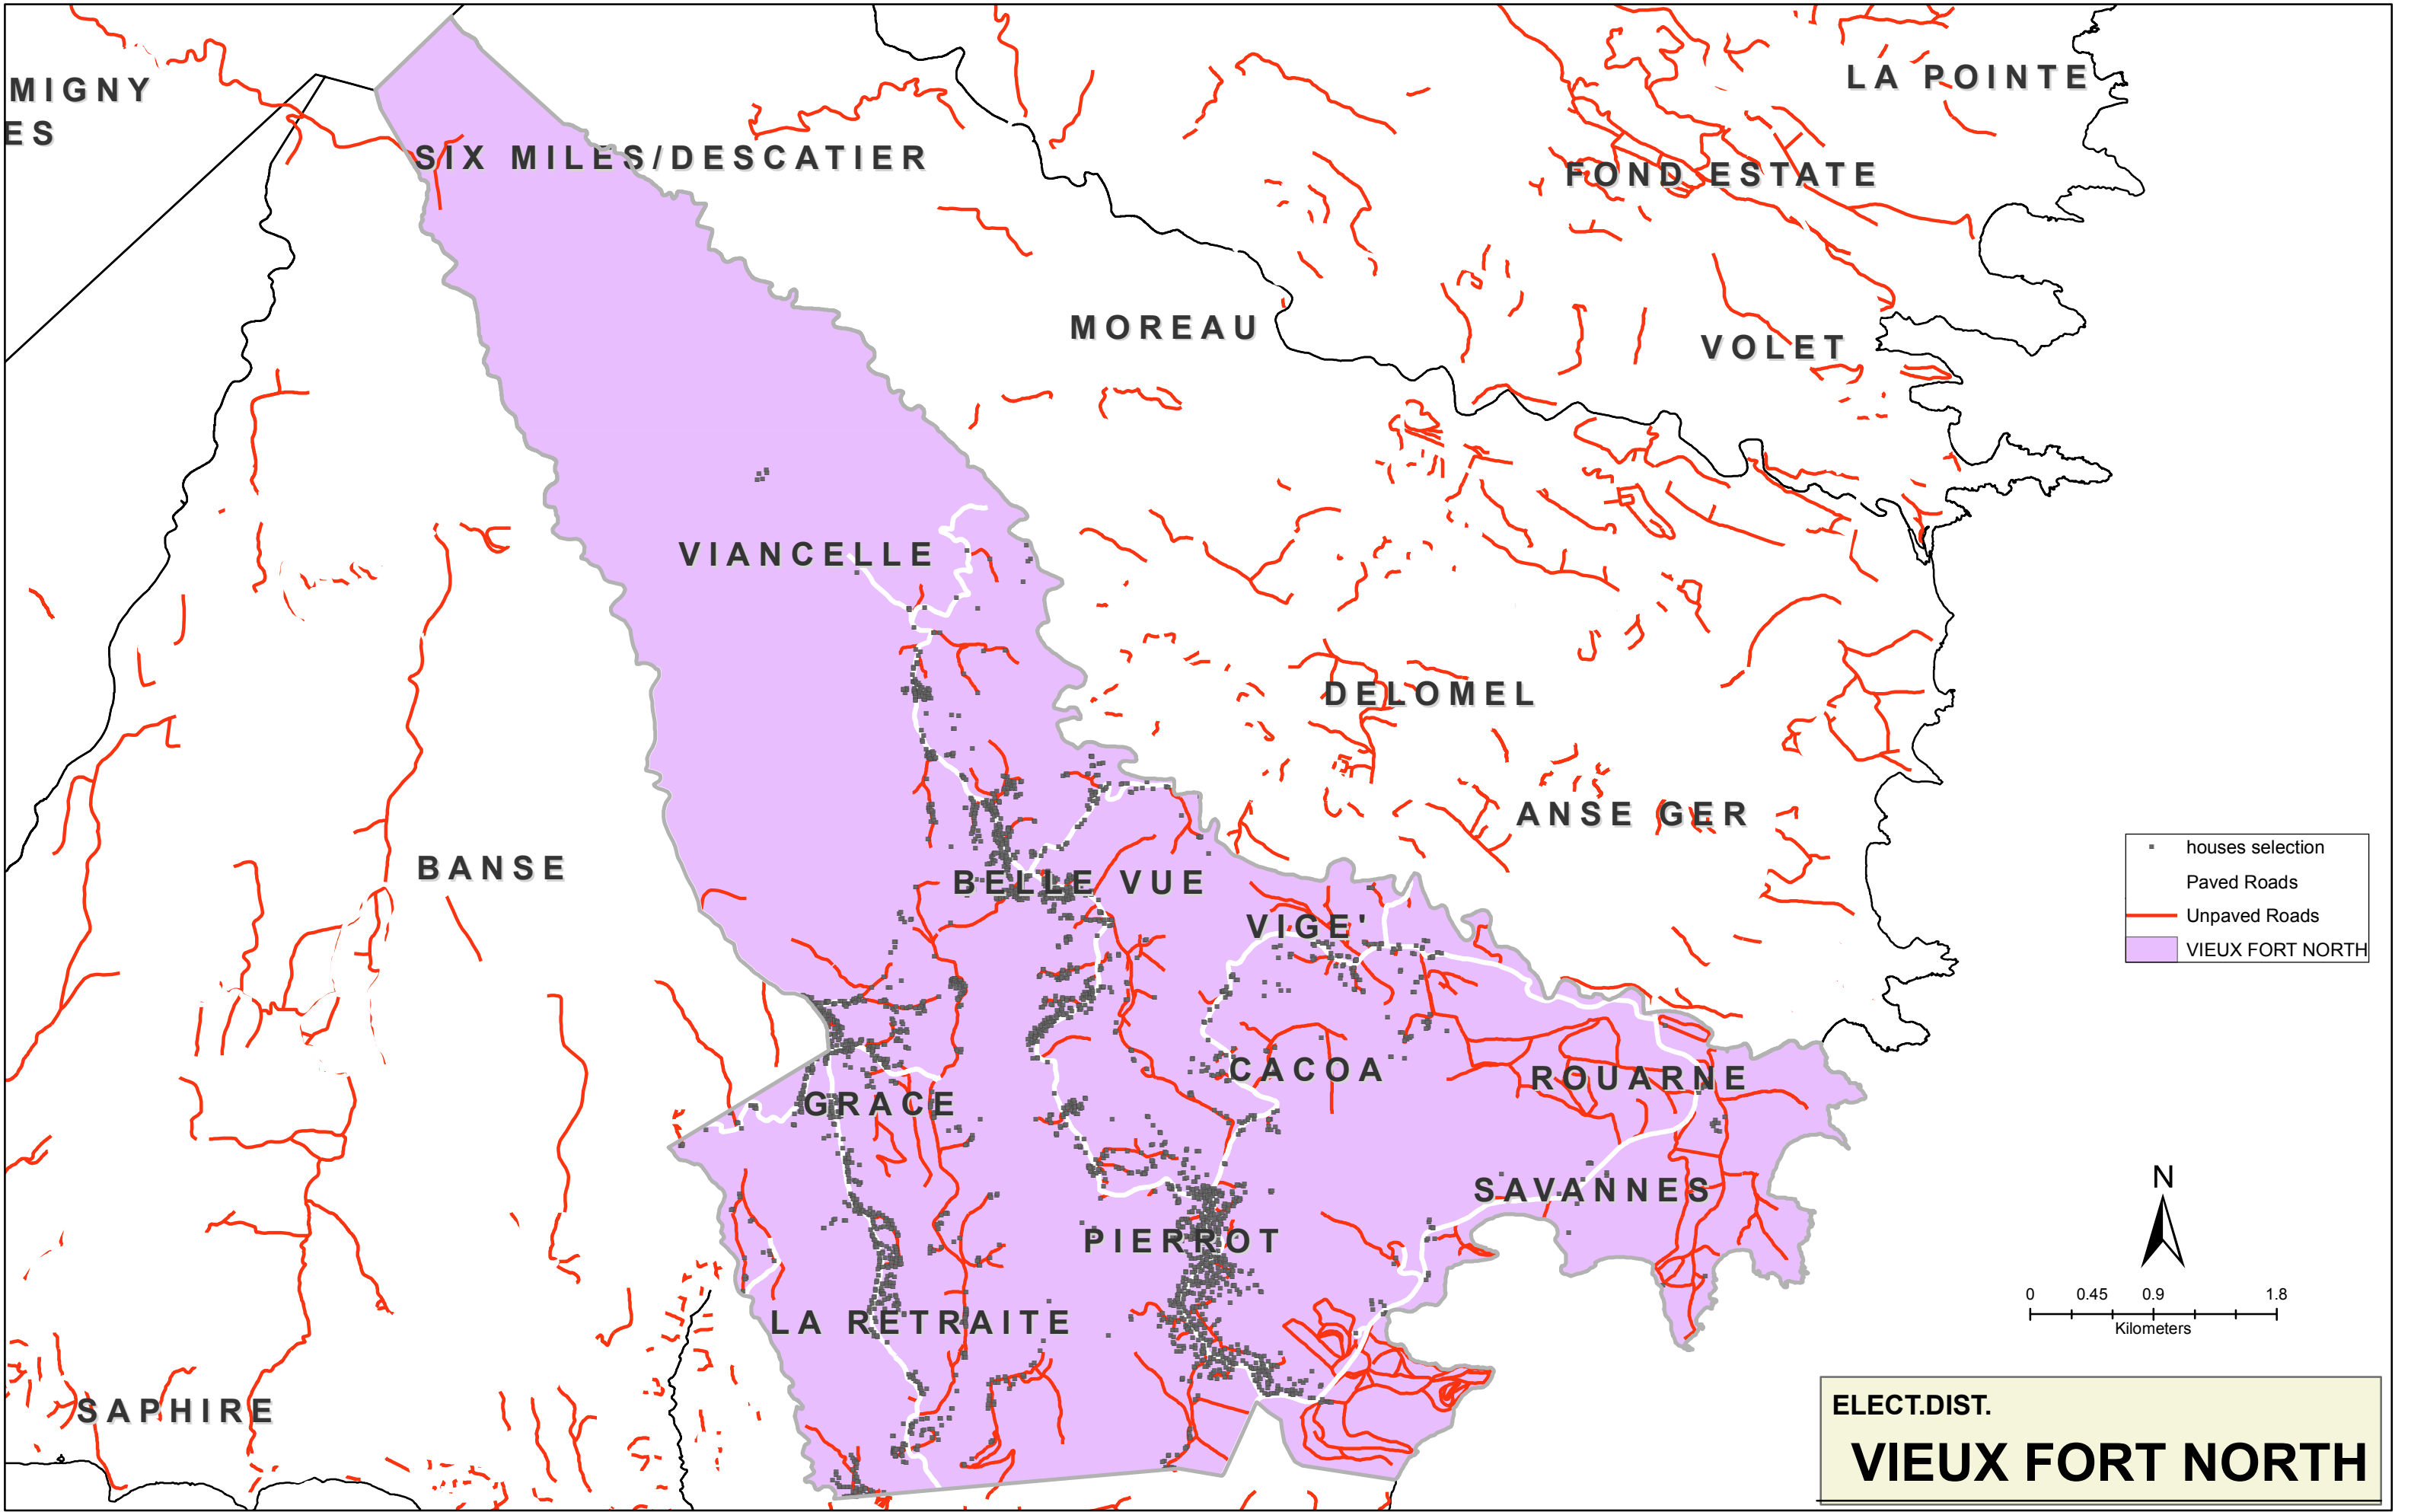 MIGNY
ES
LA POINTE
SIX MILES/DESCATIER
FOND ESTATE
MOREAU
VOLET
VIANCELLE
DELOMEL
ANSE GER
BANSE
BELLE VUE
VIGE'
CACOA
ROUARNE
GRACE
SAVANNES
PIERROT
LA RETRAITE
SAPHIRE
houses selection
Paved Roads
Unpaved Roads
VIEUX FORT NORTH
N
0 0.45 0.9 1.8
Kilometers
ELECT.DIST.
VIEUX FORT NORTH